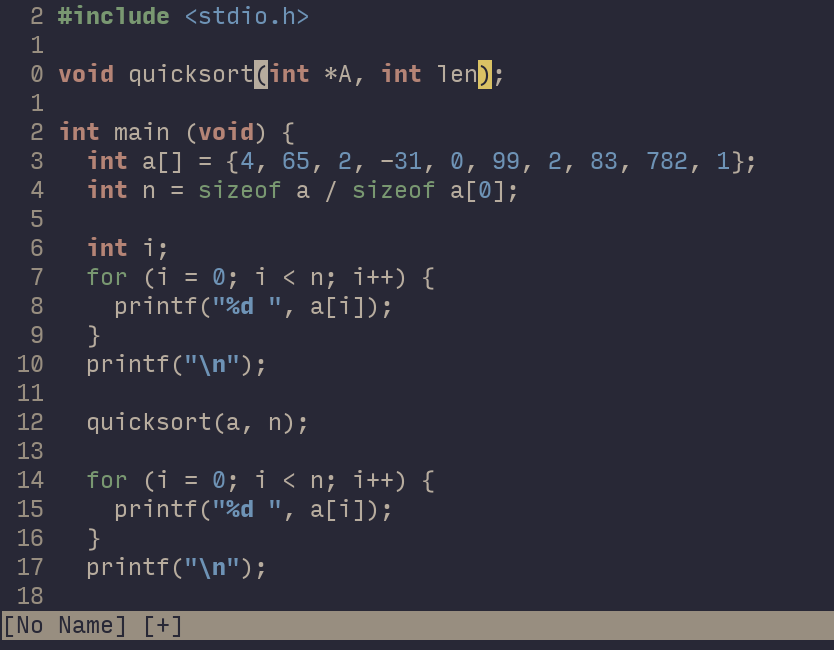 2 #include <stdio.h>
1
0 void quicksort(int *A, int len);
1
2 int main (void) {
3   int a[] = {4, 65, 2, -31, 0, 99, 2, 83, 782, 1};
4   int n = sizeof a / sizeof a[0];
5
6   int i;
7   for (i = 0; i < n; i++) {
8     printf("%d ", a[i]);
9   }
10   printf("\n");
11
12   quicksort(a, n);
13
14   for (i = 0; i < n; i++) {
15     printf("%d ", a[i]);
16   }
17   printf("\n");
18
[No Name] [+]